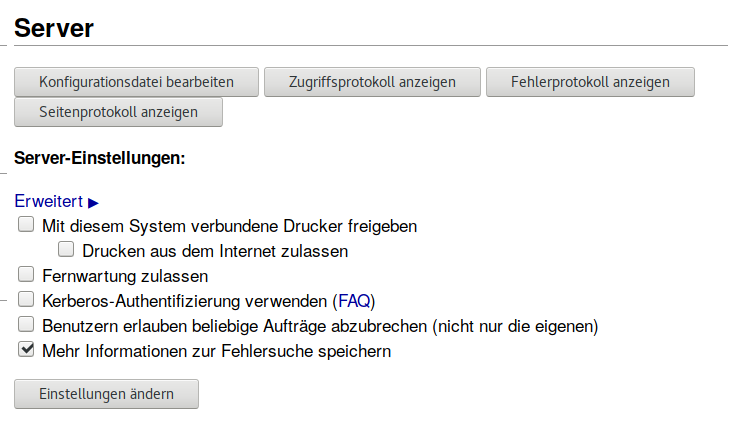 Server
Konfigurationsdatei bearbeiten Zugriffsprotokoll anzeigen Fehlerprotokoll anzeigen
Seitenprotokoll anzeigen
Server-Einstellungen:
Erweitert ▶
Mit diesem System verbundene Drucker freigeben
Drucken aus dem Internet zulassen
Fernwartung zulassen
Kerberos-Authentifizierung verwenden (FAQ)
Benutzern erlauben beliebige Aufträge abzubrechen (nicht nur die eigenen)
Mehr Informationen zur Fehlersuche speichern
Einstellungen ändern